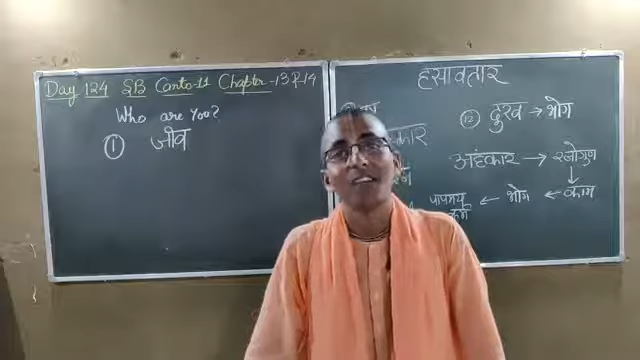 Day 124 SB Canto-11 Chapter-13 P-14
Who are You?
① जीव
हंसावतार
⑫ दुःख → भोग
अहंकार → रजोगुण
↓
पापमय कर्म ← भोग ← काम